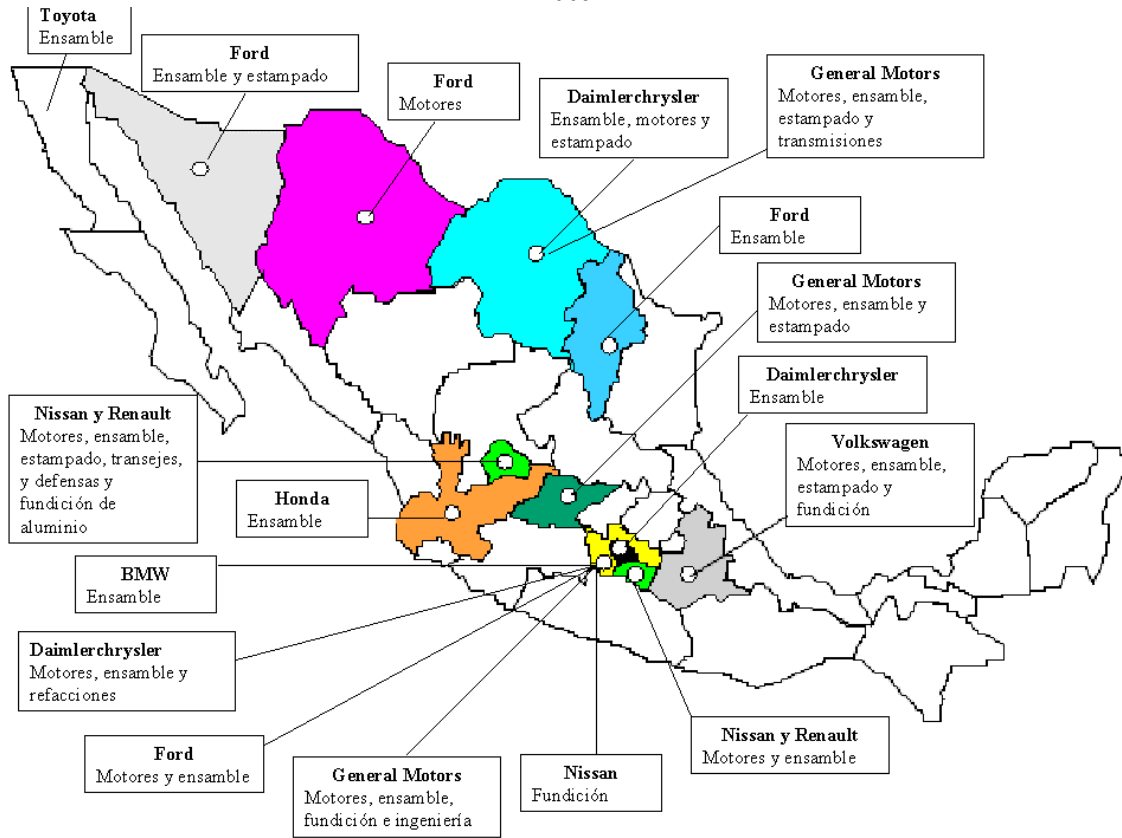 Toyota
Ensamble
Ford
Ensamble y estampado
Ford
Motores
Daimlerchrysler
Ensamble, motores y
estampado
General Motors
Motores, ensamble,
estampado y
transmisiones
Ford
Ensamble
General Motors
Motores, ensamble y
estampado
Daimlerchrysler
Ensamble
Nissan y Renault
Motores, ensamble,
estampado, transejes,
y defensas y
fundición de
aluminio
Volkswagen
Motores, ensamble,
estampado y
fundición
Honda
Ensamble
BMW
Ensamble
Daimlerchrysler
Motores, ensamble y
refacciones
Ford
Motores y ensamble
General Motors
Motores, ensamble,
fundición e ingeniería
Nissan
Fundición
Nissan y Renault
Motores y ensamble